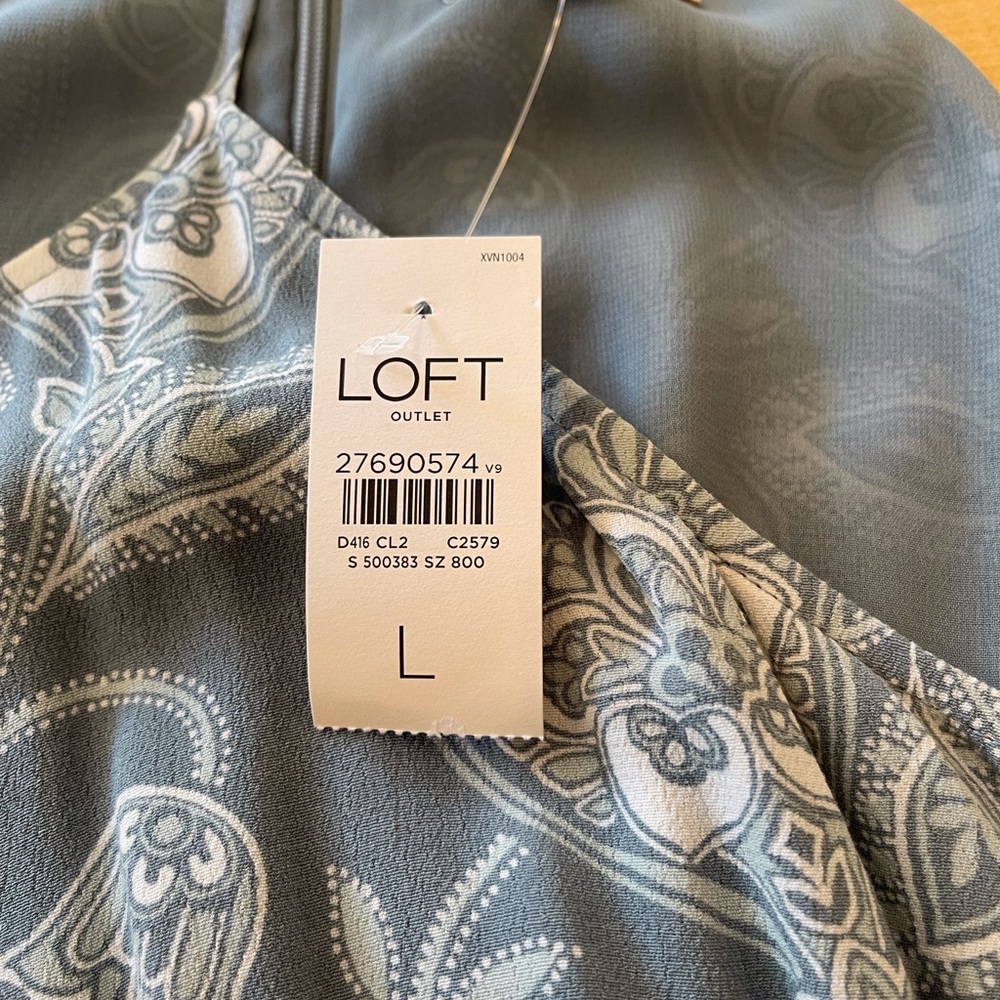 XVN1004
LOFT
OUTLET
27690574 V9
D416 CL2 C2579
S 500383 SZ 800
L